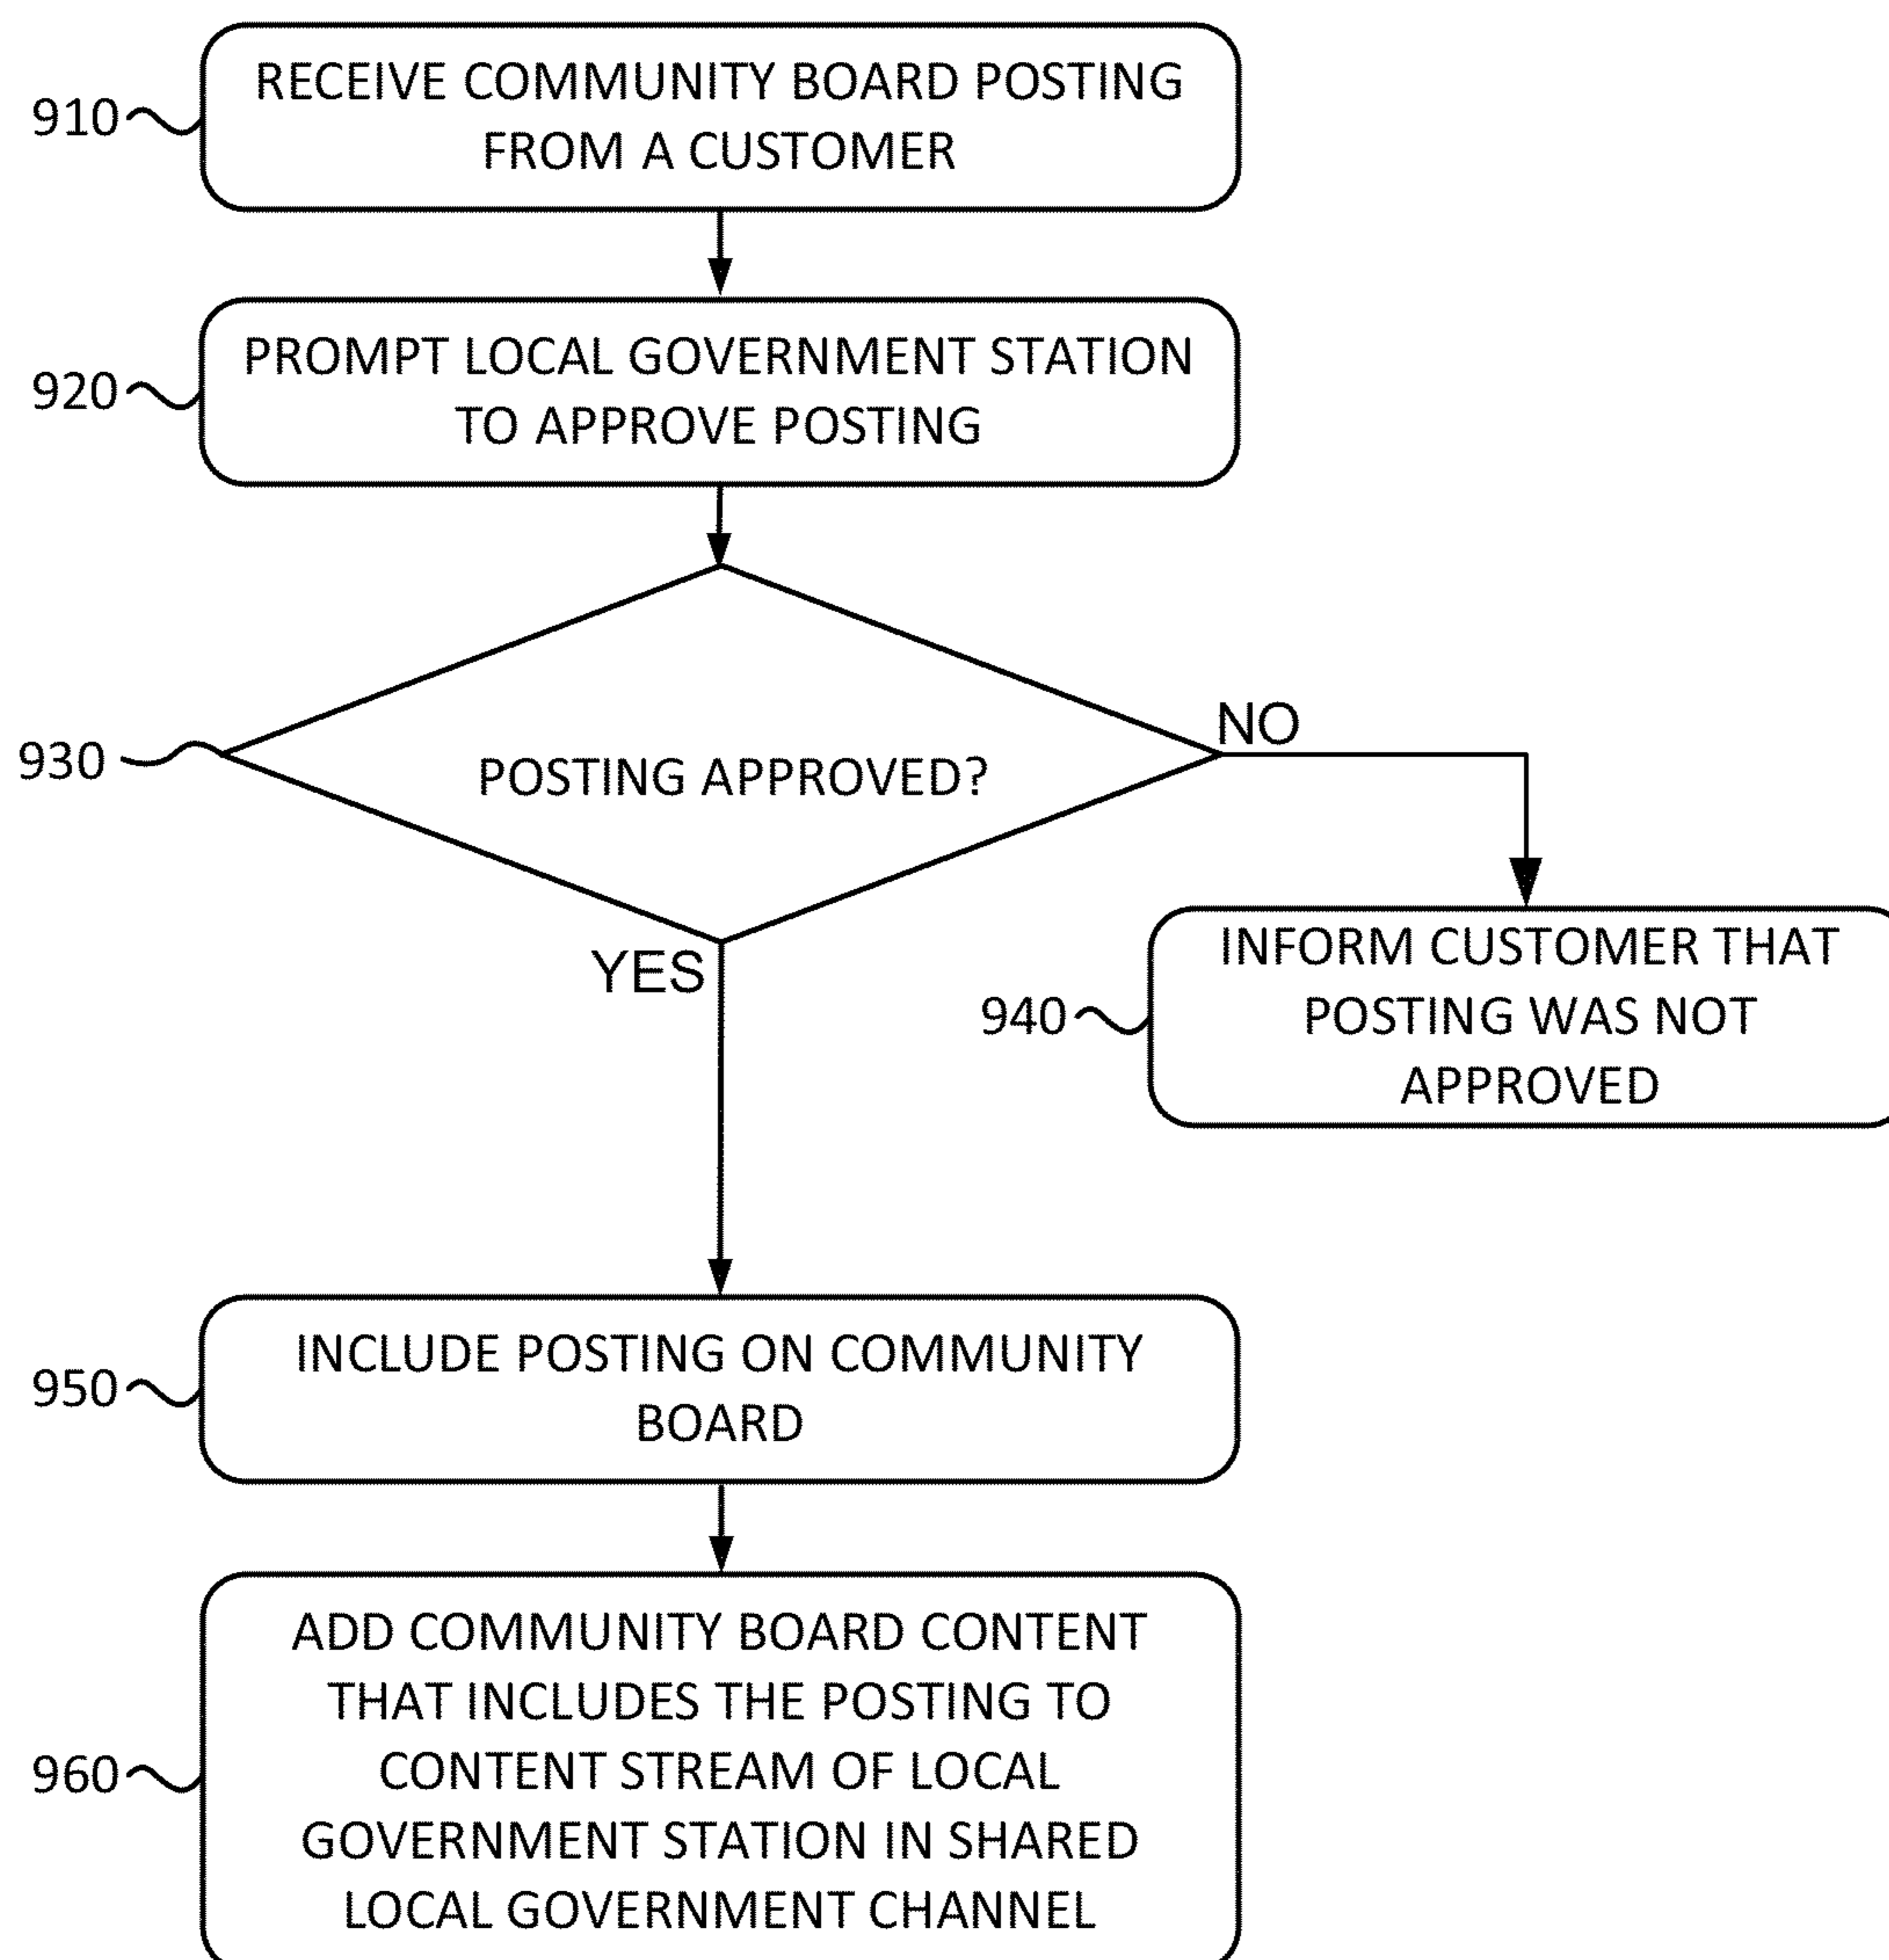 910
RECEIVE COMMUNITY BOARD POSTING
FROM A CUSTOMER
920
PROMPT LOCAL GOVERNMENT STATION
TO APPROVE POSTING
930
POSTING APPROVED?
NO
YES
940
INFORM CUSTOMER THAT
POSTING WAS NOT
APPROVED
950
INCLUDE POSTING ON COMMUNITY
BOARD
960
ADD COMMUNITY BOARD CONTENT
THAT INCLUDES THE POSTING TO
CONTENT STREAM OF LOCAL
GOVERNMENT STATION IN SHARED
LOCAL GOVERNMENT CHANNEL